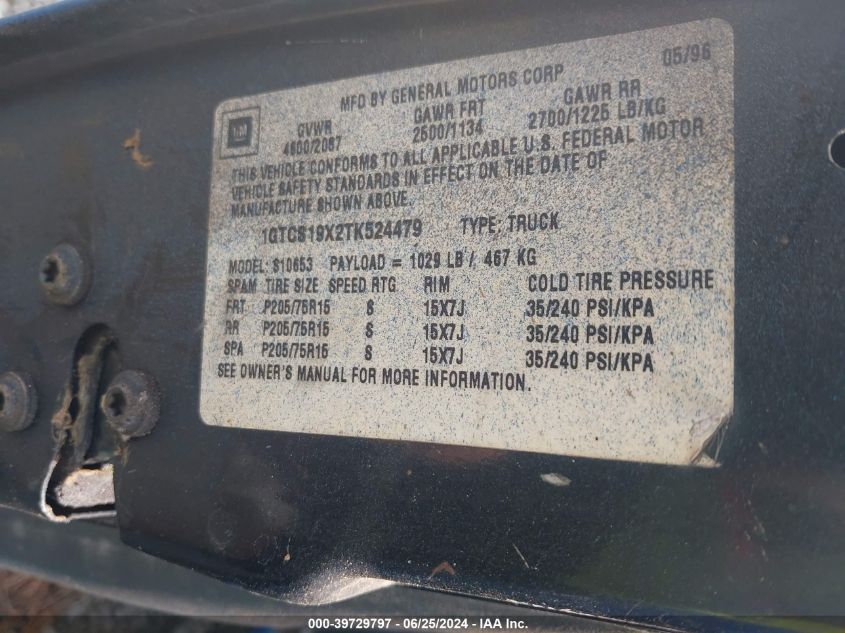 05/96
MFD BY GENERAL MOTORS CORP
GM
GVWR GAWR FRT GAWR RR
4600/2087 2500/1134 2700/1225 LB/KG
THIS VEHICLE CONFORMS TO ALL APPLICABLE U.S. FEDERAL MOTOR
VEHICLE SAFETY STANDARDS IN EFFECT ON THE DATE OF
MANUFACTURE SHOWN ABOVE.
1GTCS19X2TK524479 TYPE: TRUCK
MODEL: S10653 PAYLOAD = 1029 LB / 467 KG
SPAM TIRE SIZE SPEED RTG RIM COLD TIRE PRESSURE
FRT P205/75R15 S 15X7J 35/240 PSI/KPA
RR P205/75R15 S 15X7J 35/240 PSI/KPA
SPA P205/75R15 S 15X7J 35/240 PSI/KPA
SEE OWNER'S MANUAL FOR MORE INFORMATION.
000-39729797 - 06/25/2024 - IAA Inc.